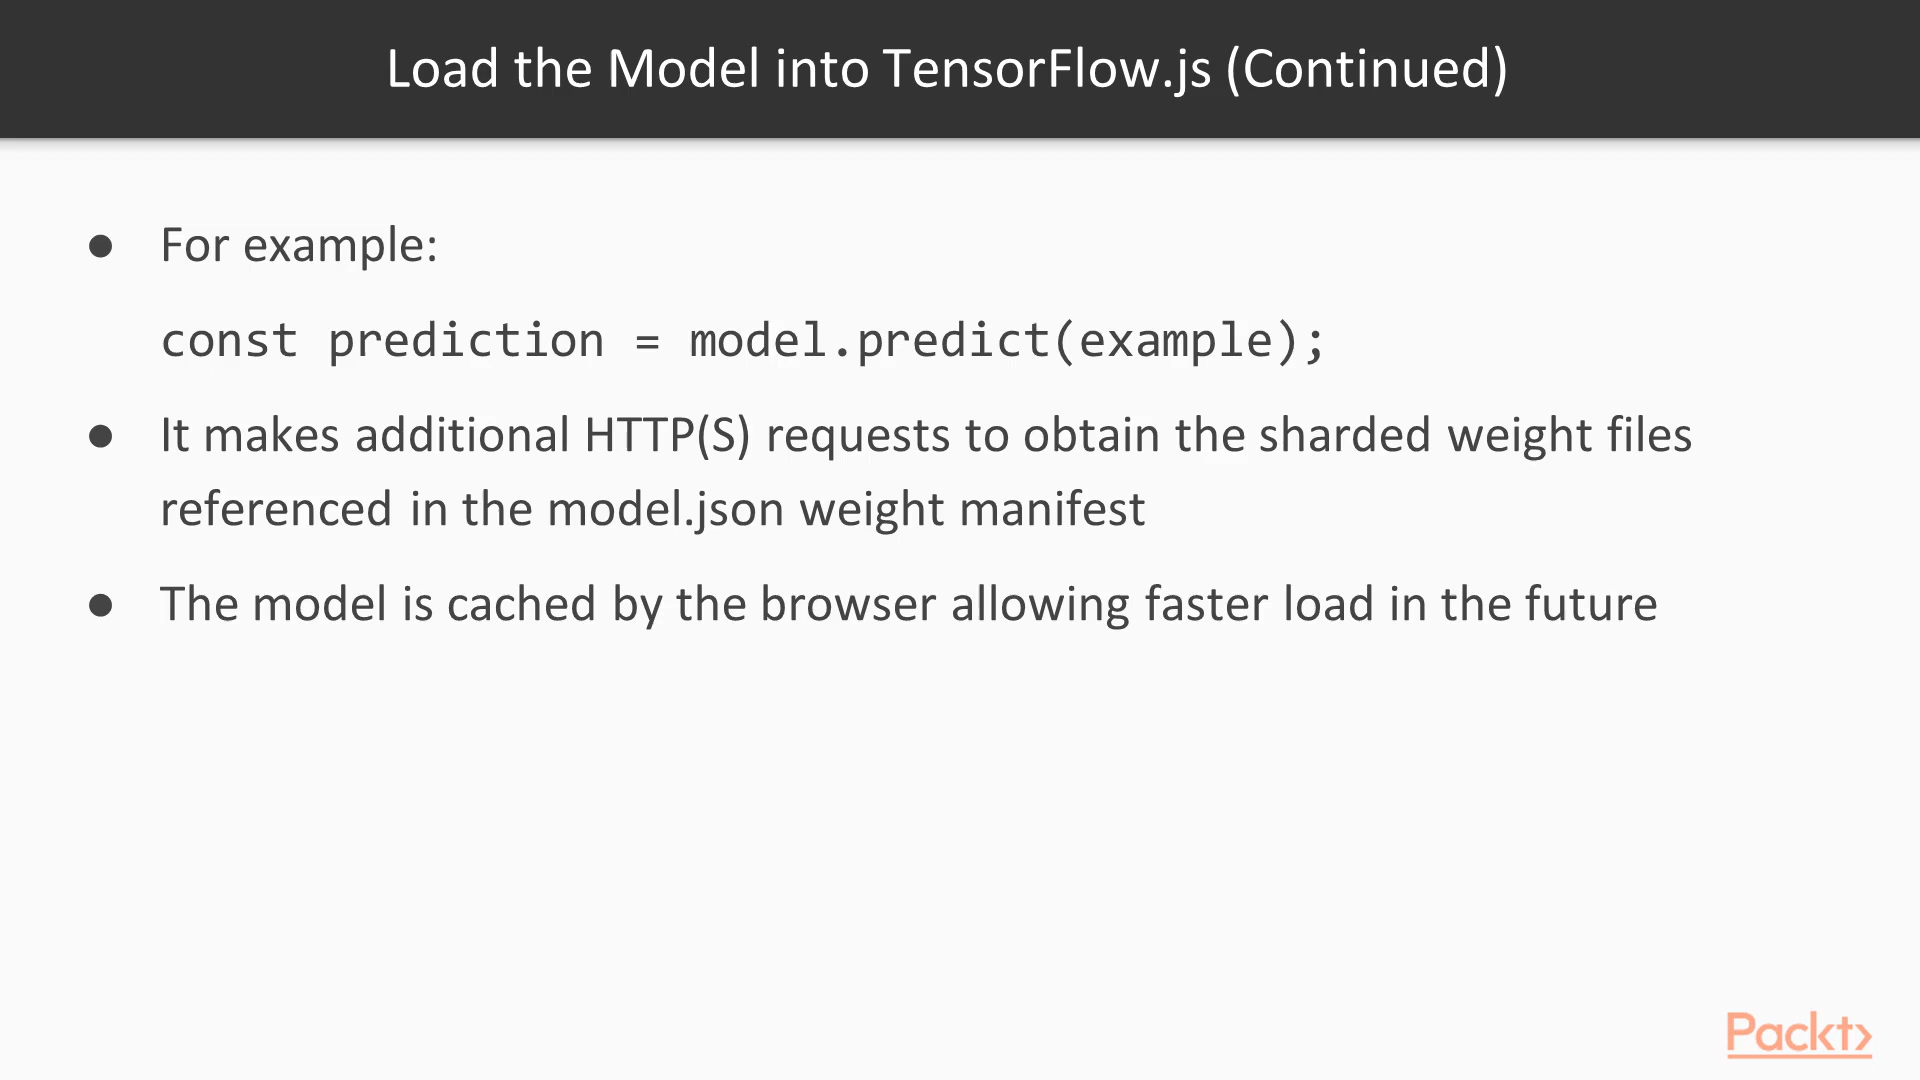 Load the Model into TensorFlow.js (Continued)
● For example:
const prediction = model.predict(example);
● It makes additional HTTP(S) requests to obtain the sharded weight files
referenced in the model.json weight manifest
● The model is cached by the browser allowing faster load in the future
Packt>